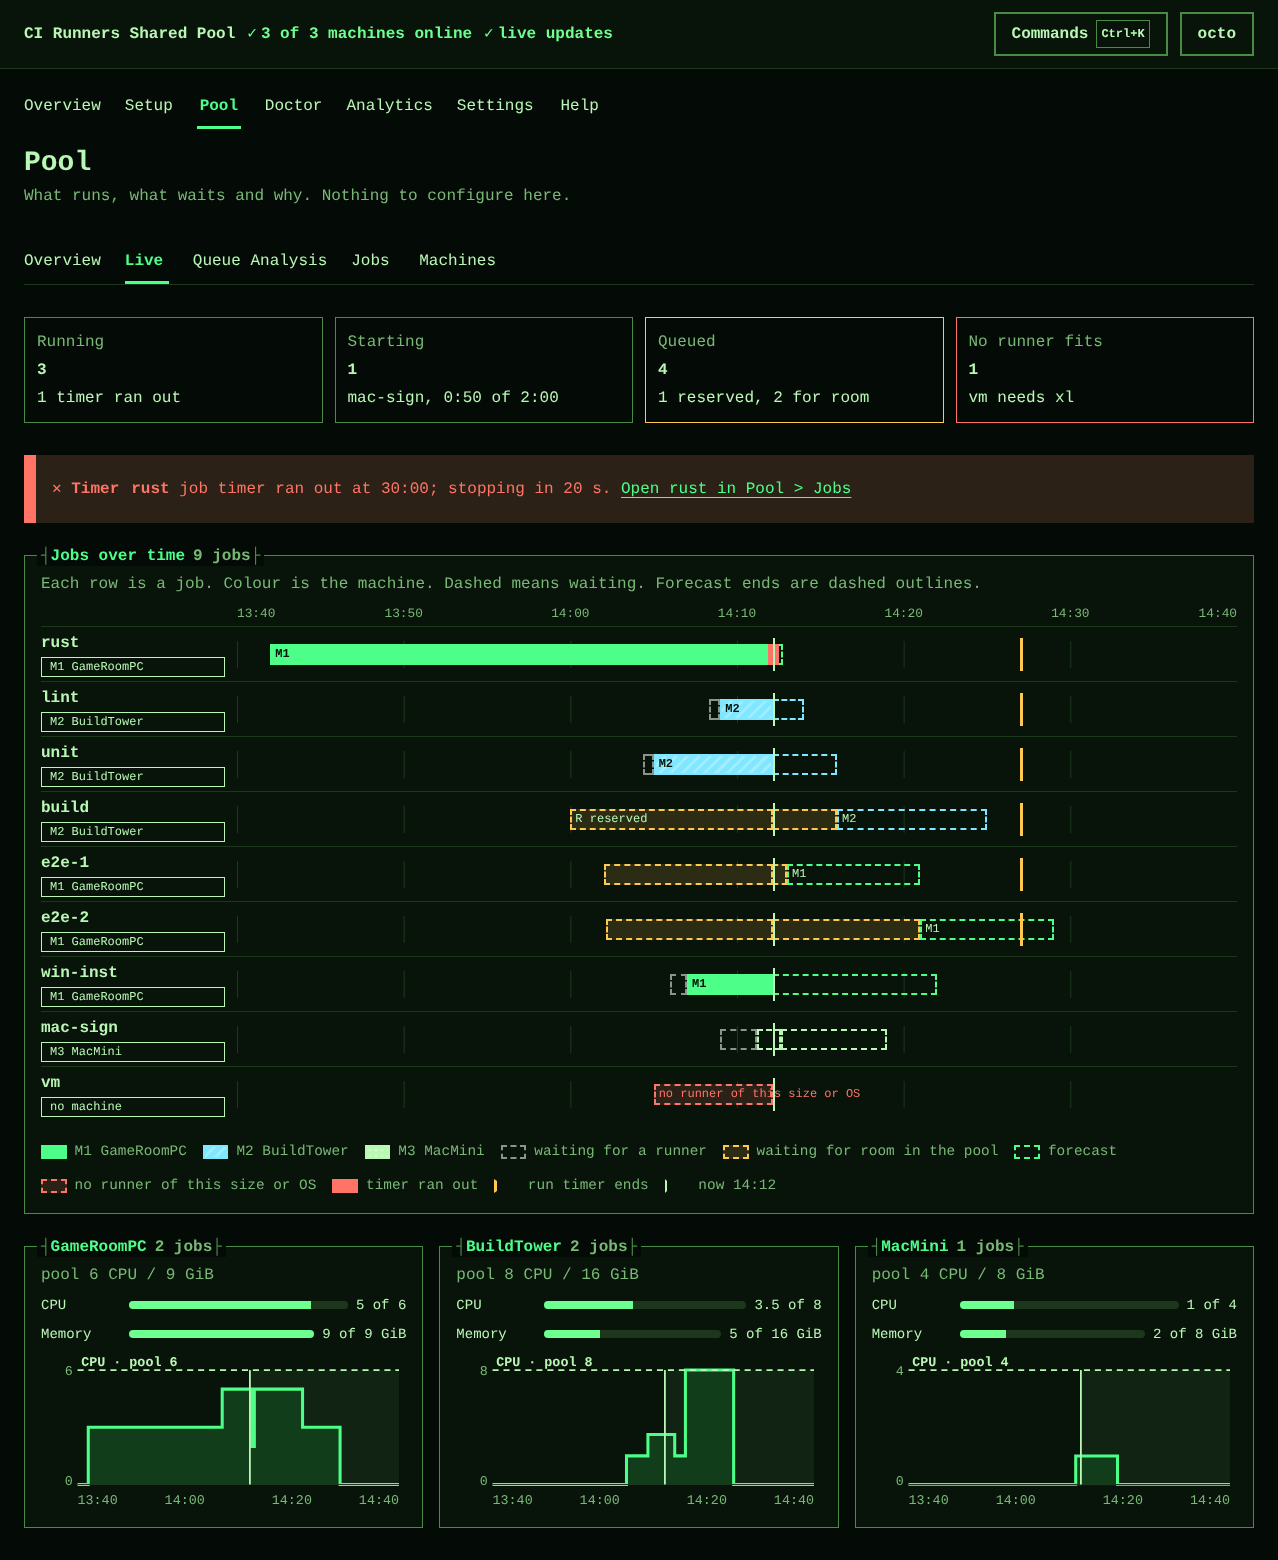 CI Runners Shared Pool ✓ 3 of 3 machines online ✓ live updates
Commands Ctrl+K octo
Overview Setup Pool Doctor Analytics Settings Help
Pool
What runs, what waits and why. Nothing to configure here.
Overview Live Queue Analysis Jobs Machines
Running
3
1 timer ran out
Starting
1
mac-sign, 0:50 of 2:00
Queued
4
1 reserved, 2 for room
No runner fits
1
vm needs xl
× Timer rust job timer ran out at 30:00; stopping in 20 s. Open rust in Pool > Jobs
Jobs over time 9 jobs
Each row is a job. Colour is the machine. Dashed means waiting. Forecast ends are dashed outlines.
13:40 13:50 14:00 14:10 14:20 14:30 14:40
rust
M1 GameRoomPC
M1
lint
M2 BuildTower
M2
unit
M2 BuildTower
M2
build
M2 BuildTower
R reserved M2
e2e-1
M1 GameRoomPC
M1
e2e-2
M1 GameRoomPC
M1
win-inst
M1 GameRoomPC
M1
mac-sign
M3 MacMini
vm
no machine
no runner of this size or OS
M1 GameRoomPC M2 BuildTower M3 MacMini waiting for a runner waiting for room in the pool forecast
no runner of this size or OS timer ran out run timer ends now 14:12
GameRoomPC 2 jobs
pool 6 CPU / 9 GiB
CPU 5 of 6
Memory 9 of 9 GiB
CPU · pool 6
6
0
13:40 14:00 14:20 14:40
BuildTower 2 jobs
pool 8 CPU / 16 GiB
CPU 3.5 of 8
Memory 5 of 16 GiB
CPU · pool 8
8
0
13:40 14:00 14:20 14:40
MacMini 1 jobs
pool 4 CPU / 8 GiB
CPU 1 of 4
Memory 2 of 8 GiB
CPU · pool 4
4
0
13:40 14:00 14:20 14:40